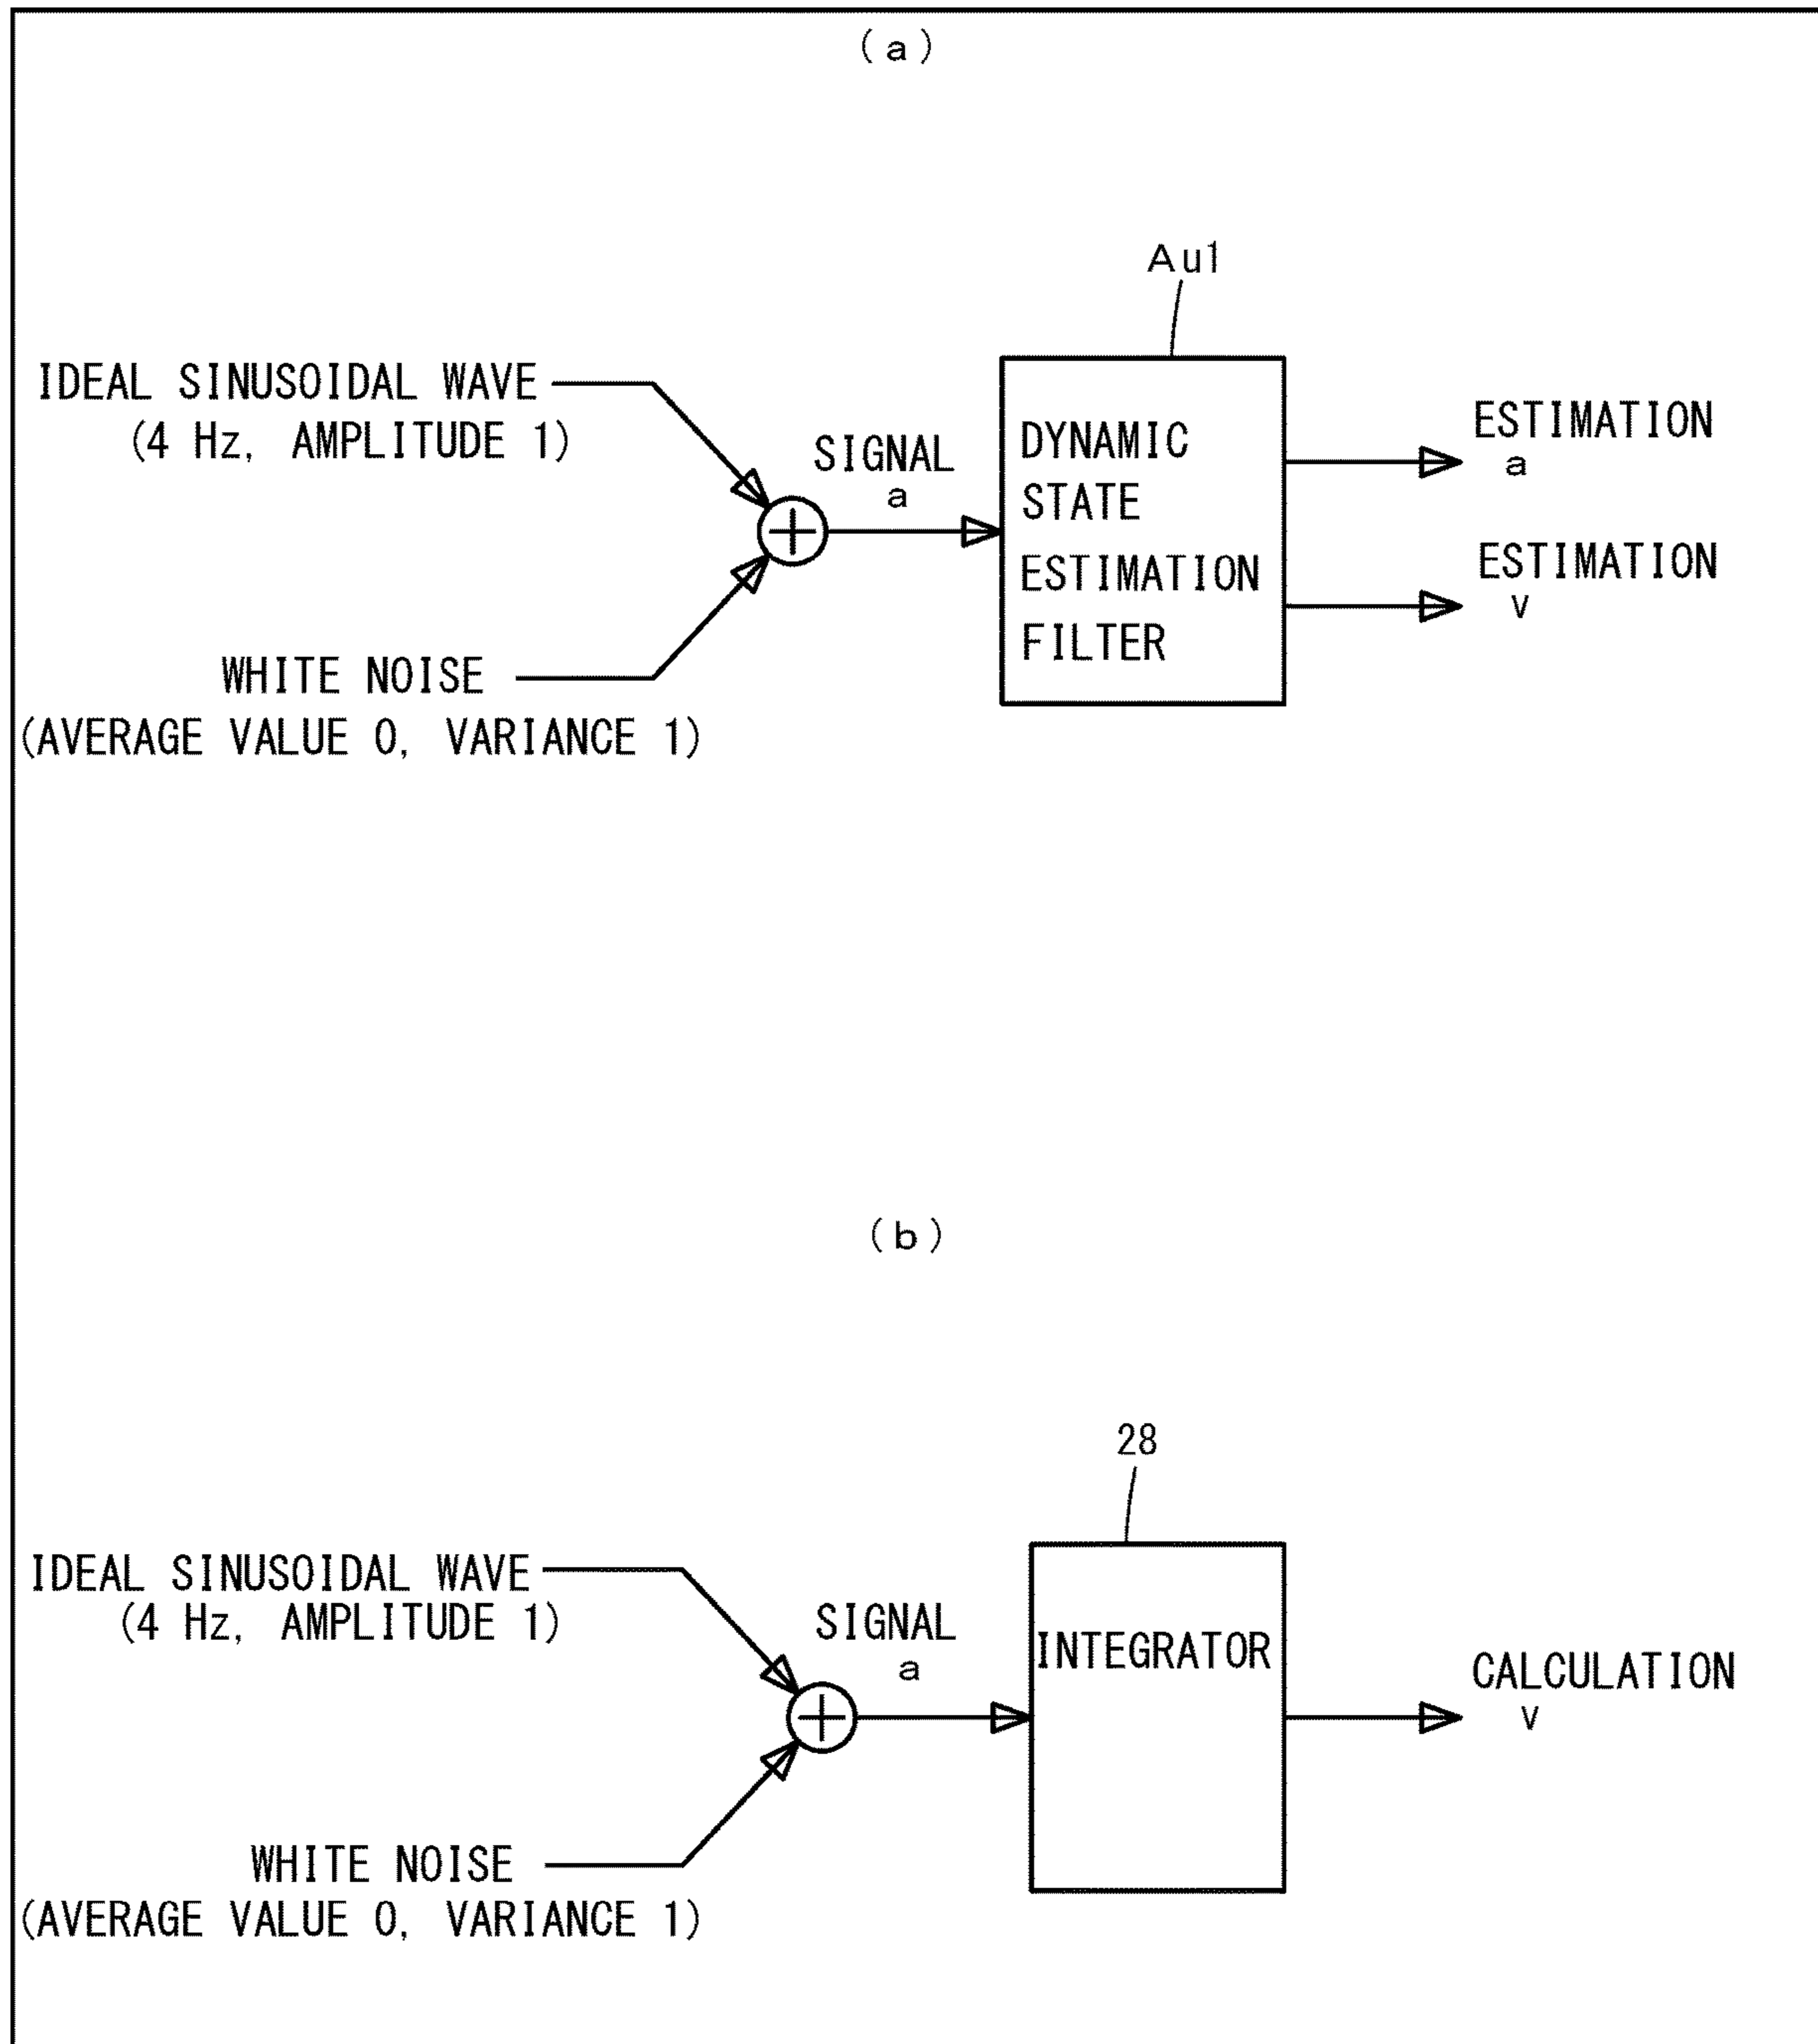 (a)
Au1
IDEAL SINUSOIDAL WAVE
(4 Hz, AMPLITUDE 1)
SIGNAL
a
DYNAMIC
STATE
ESTIMATION
FILTER
ESTIMATION
a
ESTIMATION
v
WHITE NOISE
(AVERAGE VALUE 0, VARIANCE 1)
(b)
28
IDEAL SINUSOIDAL WAVE
(4 Hz, AMPLITUDE 1)
SIGNAL
a
INTEGRATOR
CALCULATION
v
WHITE NOISE
(AVERAGE VALUE 0, VARIANCE 1)